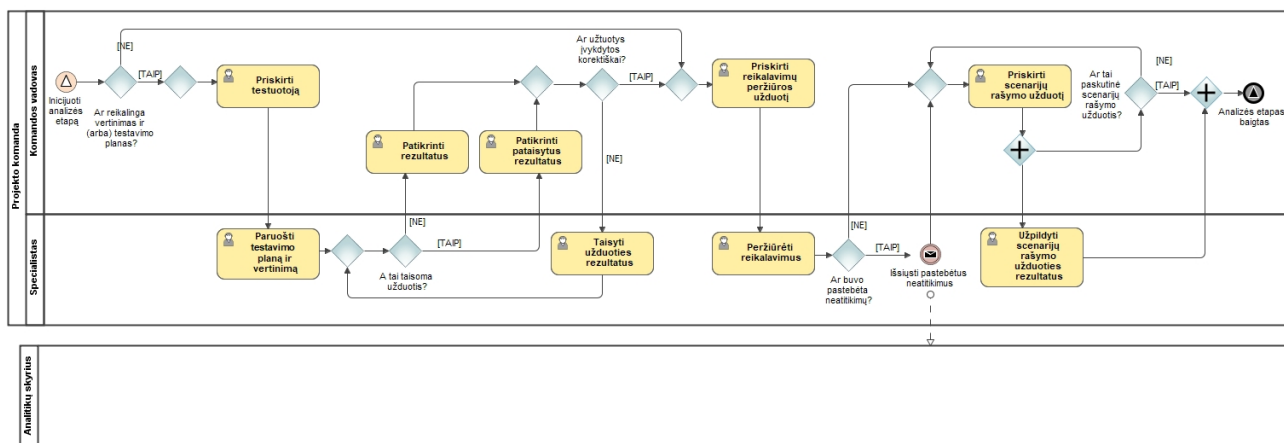 Projekto komanda
Komandos vadovas
Inicijuoti
analizės
etapą
[NE]
[TAIP]
Ar reikalinga
vertinimas ir
(arba) testavimo
planas?
Priskirti
testuotoją
Patikrinti
rezultatus
Patikrinti
pataisytus
rezultatus
Ar užtuotys
įvykdytos
korektiškai?
[TAIP]
[NE]
Priskirti
reikalavimų
peržiūros
užduotį
Priskirti
scenarijų
rašymo užduotį
[NE]
Ar tai
paskutinė
scenarijų
rašymo
užduotis?
[TAIP]
Analizės etapas
baigtas
Specialistas
Paruošti
testavimo
planą ir
vertinimą
[NE]
[TAIP]
A tai taisoma
užduotis?
Taisyti
užduoties
rezultatus
Peržiūrėti
reikalavimus
[NE]
[TAIP]
Ar buvo
pastebėta
neatitikimų?
Išsiųsti pastebėtus
neatitikimus
Užpildyti
scenarijų
rašymo
užduoties
rezultatus
Analitikų skyrius